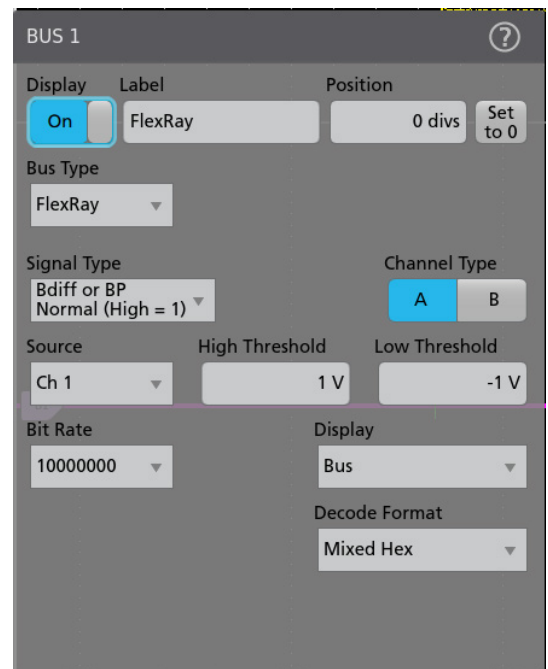 BUS 1
?
Display Label Position
On FlexRay 0 divs Set to 0
Bus Type
FlexRay
Signal Type Channel Type
Bdiff or BP
Normal (High = 1) A B
Source High Threshold Low Threshold
Ch 1 1 V -1 V
Bit Rate Display
10000000 Bus
Decode Format
Mixed Hex